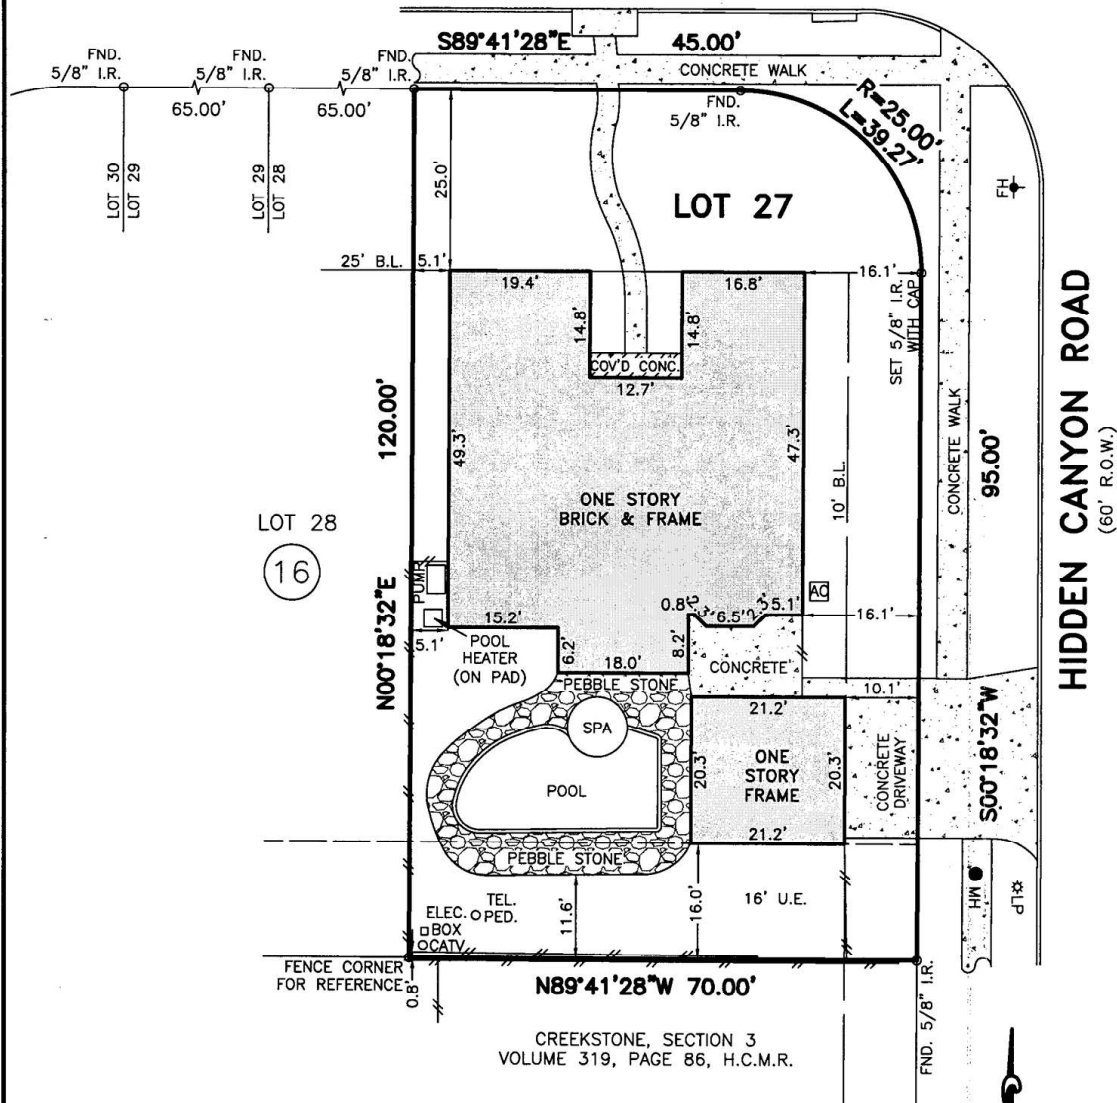 S89°41'28"E 45.00'
FND.
5/8" I.R.
FND.
5/8" I.R.
FND.
5/8" I.R.
65.00'
65.00'
CONCRETE WALK
FND.
5/8" I.R.
R=25.00'
L=39.27'
LOT 30
LOT 29
LOT 29
LOT 28
25.0'
LOT 27
FH
25' B.L.
5.1'
19.4'
16.8'
16.1'
SET 5/8" I.R.
WITH CAP
14.8'
14.8'
COV'D CONC.
12.7'
HIDDEN CANYON ROAD
(60' R.O.W.)
120.00'
49.3'
47.3'
10' B.L.
CONCRETE WALK
95.00'
ONE STORY
BRICK & FRAME
LOT 28
16
N00°18'32"E
PUMP
AC
15.2'
0.8'
2.3'
6.5'
2.3'
5.1'
16.1'
5.1'
POOL
HEATER
(ON PAD)
6.2'
8.2'
18.0'
CONCRETE
PEBBLE STONE
10.1'
21.2'
SPA
ONE
STORY
FRAME
20.3'
20.3'
CONCRETE
DRIVEWAY
S00°18'32"W
POOL
21.2'
PEBBLE STONE
TEL.
PED.
ELEC.
BOX
CATV
11.6'
16.0'
16' U.E.
MH
LP
FENCE CORNER
FOR REFERENCE
0.8'
N89°41'28"W 70.00'
FND. 5/8" I.R.
CREEKSTONE, SECTION 3
VOLUME 319, PAGE 86, H.C.M.R.